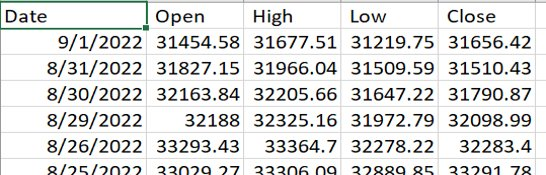 Date Open High Low Close
9/1/2022 31454.58 31677.51 31219.75 31656.42
8/31/2022 31827.15 31966.04 31509.59 31510.43
8/30/2022 32163.84 32205.66 31647.22 31790.87
8/29/2022 32188 32325.16 31972.79 32098.99
8/26/2022 33293.43 33364.7 32278.22 32283.4
8/25/2022 33029.27 33306.09 32889.85 33291.78